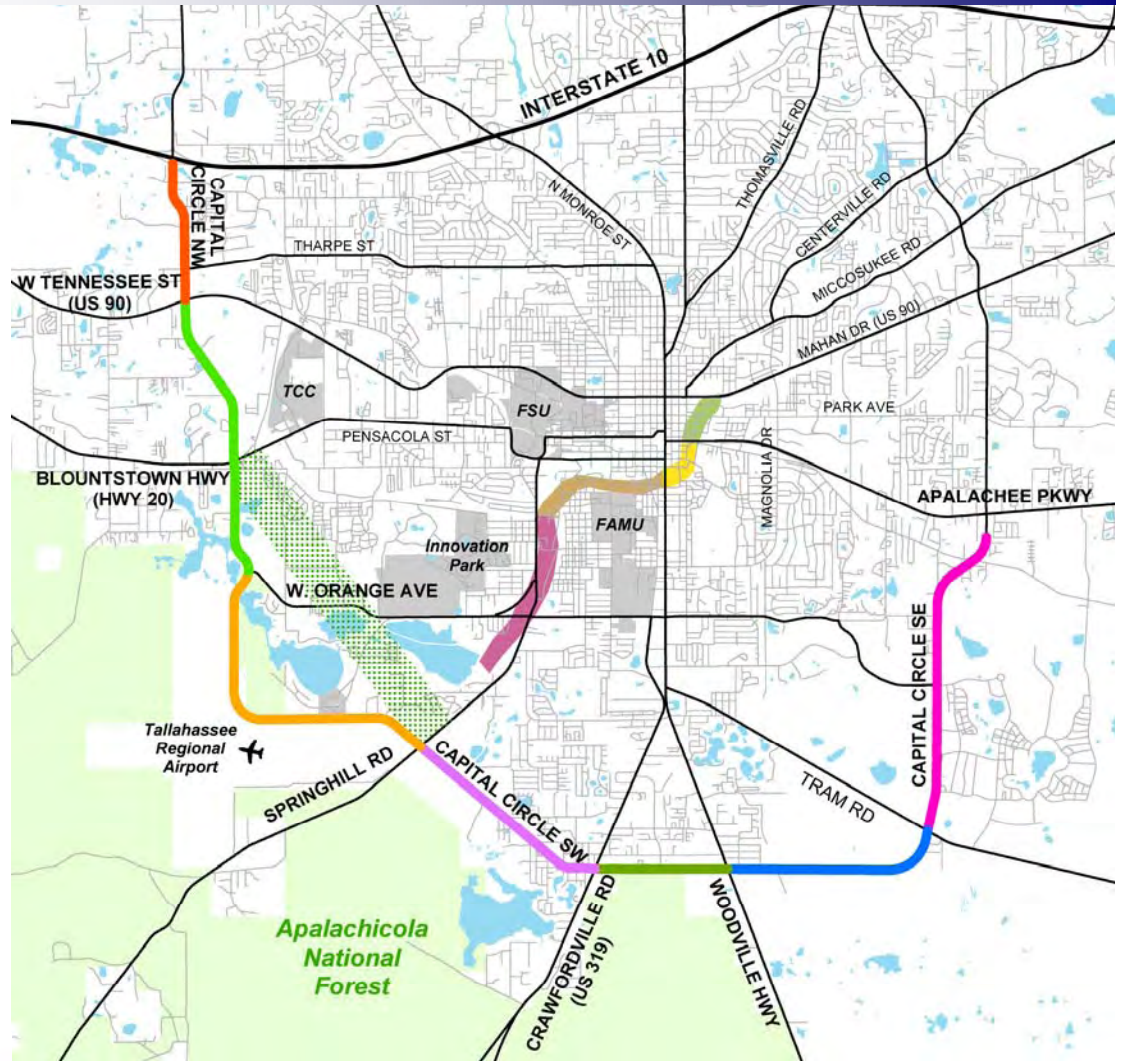 INTERSTATE 10
CAPITAL
CIRCLE NW
THOMASVILLE RD
N MONROE ST
CENTERVILLE RD
THARPE ST
MICCOSUKEE RD
W TENNESSEE ST
(US 90)
MAHAN DR (US 90)
TCC
FSU
PARK AVE
PENSACOLA ST
MAGNOLIA DR
BLOUNTSTOWN HWY
(HWY 20)
APALACHEE PKWY
FAMU
Innovation
Park
W. ORANGE AVE
CAPITAL CIRCLE SE
Tallahassee
Regional
Airport
SPRINGHILL RD
CAPITAL CIRCLE SW
TRAM RD
CRAWFORDVILLE RD
(US 319)
WOODVILLE HWY
Apalachicola
National
Forest